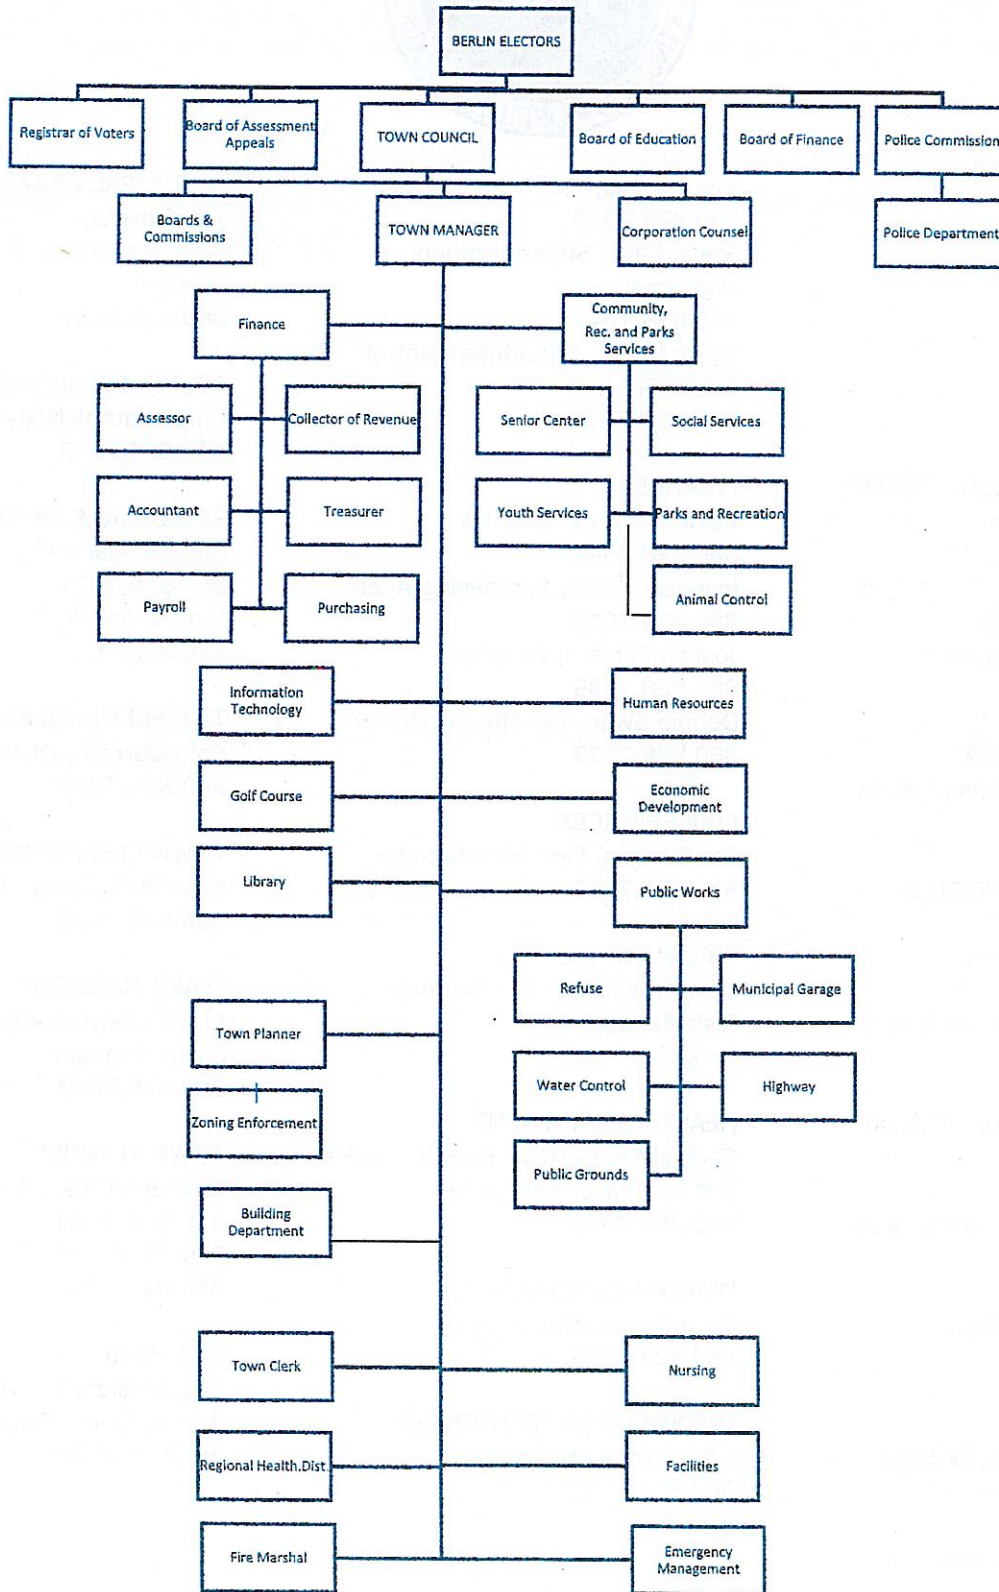 BERLIN ELECTORS
Registrar of Voters
Board of Assessment
Appeals
TOWN COUNCIL
Board of Education
Board of Finance
Police Commission
Boards &
Commissions
TOWN MANAGER
Corporation Counsel
Police Department
Finance
Community,
Rec. and Parks
Services
Assessor
Collector of Revenue
Senior Center
Social Services
Accountant
Treasurer
Youth Services
Parks and Recreation
Payroll
Purchasing
Animal Control
Information
Technology
Human Resources
Golf Course
Economic
Development
Library
Public Works
Refuse
Municipal Garage
Town Planner
Water Control
Highway
Zoning Enforcement
Public Grounds
Building
Department
Town Clerk
Nursing
Regional Health.Dist.
Facilities
Fire Marshal
Emergency
Management